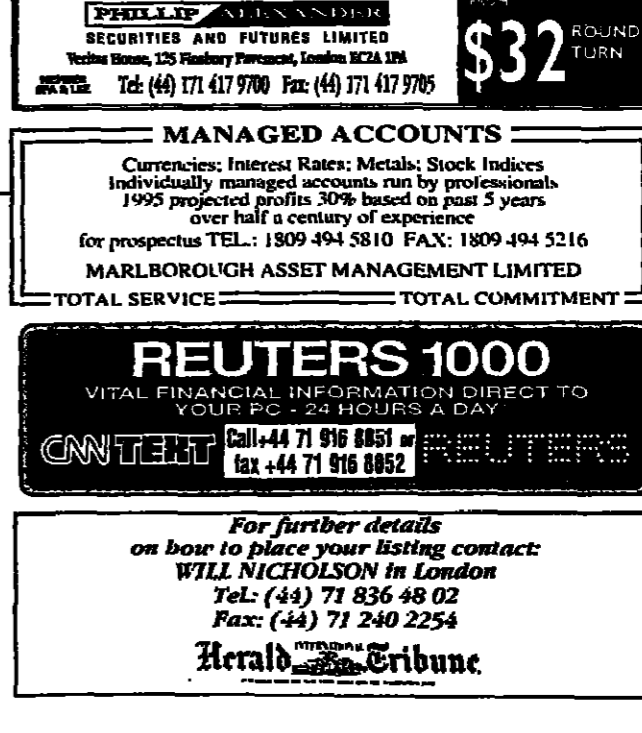 PHILLIP ALEXANDER
SECURITIES AND FUTURES LIMITED
Veritas House, 125 Finsbury Pavement, London EC2A 1PA
Tel: (44) 171 417 9700 Fax: (44) 171 417 9705
$32 ROUND TURN
MANAGED ACCOUNTS
Currencies; Interest Rates; Metals; Stock Indices
Individually managed accounts run by professionals
1995 projected profits 30% based on past 5 years
over half a century of experience
for prospectus TEL.: 1809 494 5810 FAX: 1809 494 5216
MARLBOROUGH ASSET MANAGEMENT LIMITED
TOTAL SERVICE TOTAL COMMITMENT
REUTERS 1000
VITAL FINANCIAL INFORMATION DIRECT TO
YOUR PC - 24 HOURS A DAY
CNN TEXT Call +44 71 916 8851 or
fax +44 71 916 8952
REUTERS
For further details
on how to place your listing contact:
WILL NICHOLSON in London
Tel.: (44) 71 836 48 02
Fax: (44) 71 240 2254
Herald INTERNATIONAL Tribune